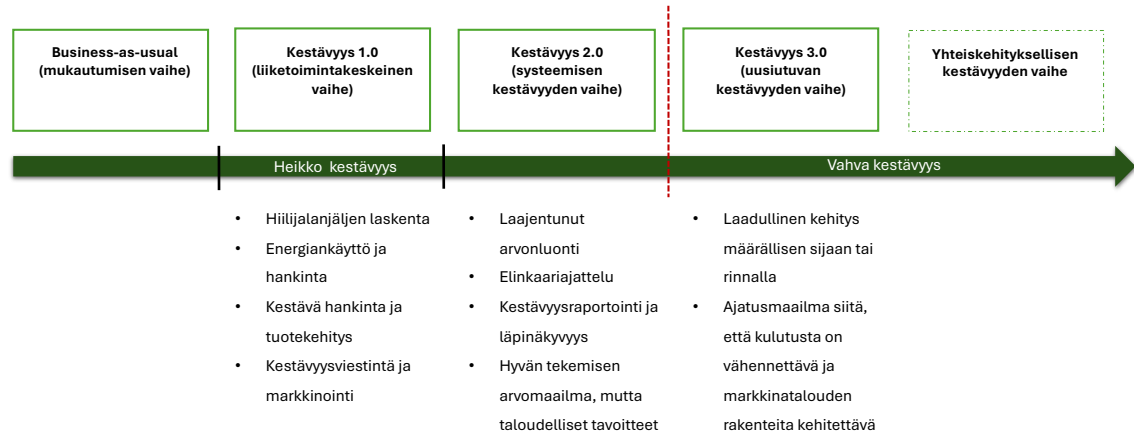 Business-as-usual
(mukautumisen vaihe)
Kestävyys 1.0
(liiketoimintakeskeinen
vaihe)
Kestävyys 2.0
(systeemisen
kestävyyden vaihe)
Kestävyys 3.0
(uusiutuvan
kestävyyden vaihe)
Yhteiskehityksellisen
kestävyyden vaihe
Heikko kestävyys
Vahva kestävyys
• Hiilijalanjäljen laskenta
• Energiankäyttö ja
hankinta
• Kestävä hankinta ja
tuotekehitys
• Kestävyysviestintä ja
markkinointi
• Laajentunut
arvonluonti
• Elinkaariajattelu
• Kestävyysraportointi ja
läpinäkyvyys
• Hyvän tekemisen
arvomaailma, mutta
taloudelliset tavoitteet
• Laadullinen kehitys
määrällisen sijaan tai
rinnalla
• Ajatusmaailma siitä,
että kulutusta on
vähennettävä ja
markkinatalouden
rakenteita kehitettävä